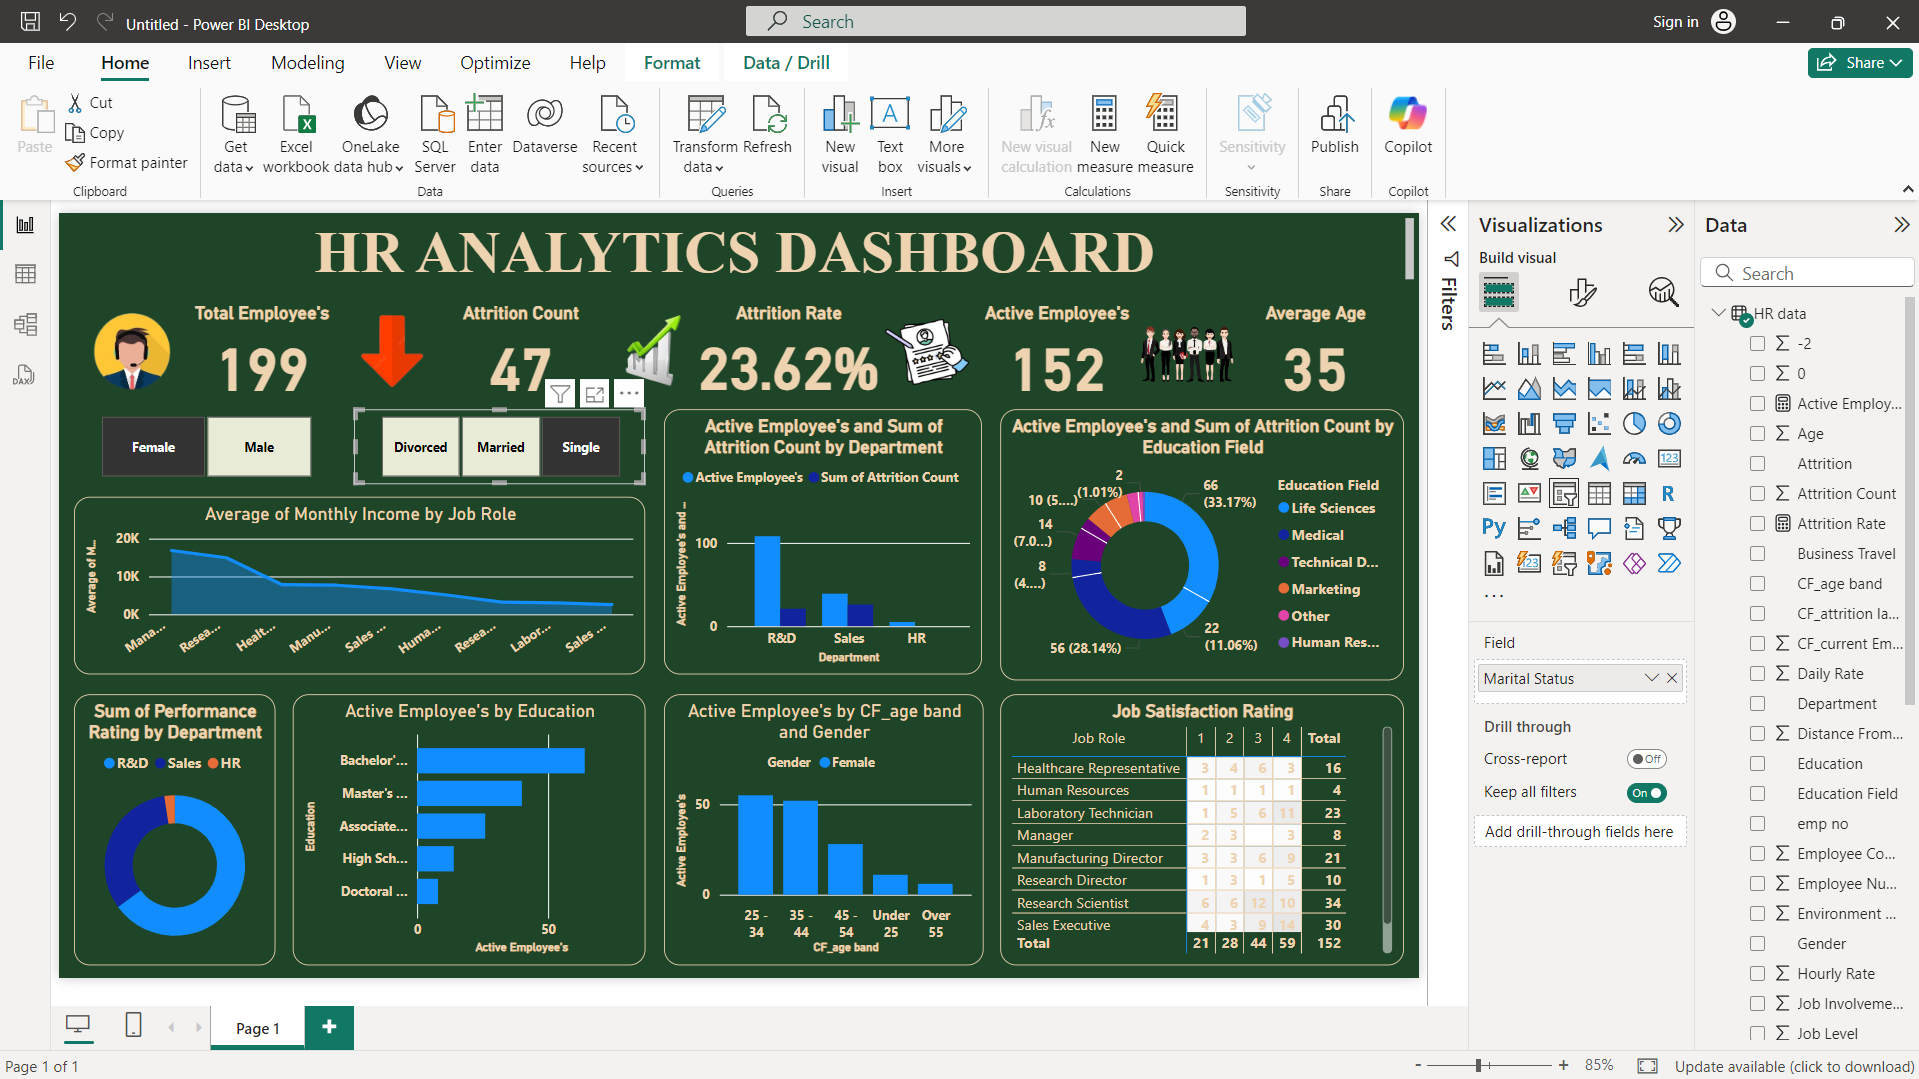 Untitled - Power BI Desktop
Search
Sign in
File Home Insert Modeling View Optimize Help Format Data / Drill
Share
Paste
Cut
Copy
Format painter
Clipboard
Get data
Excel workbook
OneLake data hub
SQL Server
Enter data
Dataverse
Recent sources
Data
Transform data
Refresh
Queries
New visual
Text box
More visuals
Insert
New visual calculation
New measure
Quick measure
Calculations
Sensitivity
Sensitivity
Publish
Share
Copilot
Copilot
HR ANALYTICS DASHBOARD
Total Employee's
199
Attrition Count
47
Attrition Rate
23.62%
Active Employee's
152
Average Age
35
Female
Male
Divorced
Married
Single
Average of Monthly Income by Job Role
Average of M...
20K
10K
0K
Mana...
Resea...
Healt...
Manu...
Sales ...
Huma...
Resea...
Labor...
Sales ...
Active Employee's and Sum of
Attrition Count by Department
Active Employee's Sum of Attrition Count
Active Employee's and ...
100
0
R&D Sales HR
Department
Active Employee's and Sum of Attrition Count by
Education Field
2
(1.01%)
66
(33.17%)
10 (5....)
14
(7.0...)
8
(4....)
56 (28.14%)
22
(11.06%)
Education Field
Life Sciences
Medical
Technical D...
Marketing
Other
Human Res...
Sum of Performance
Rating by Department
R&D Sales HR
Active Employee's by Education
Education
Bachelor'...
Master's ...
Associate...
High Sch...
Doctoral ...
0 50
Active Employee's
Active Employee's by CF_age band
and Gender
Gender Female
Active Employee's
50
0
25 - 34
35 - 44
45 - 54
Under 25
Over 55
CF_age band
Job Satisfaction Rating
Job Role 1 2 3 4 Total
Healthcare Representative 3 4 6 3 16
Human Resources 1 1 1 1 4
Laboratory Technician 1 5 6 11 23
Manager 2 3 3 8
Manufacturing Director 3 3 6 9 21
Research Director 1 3 1 5 10
Research Scientist 6 6 12 10 34
Sales Executive 4 3 9 14 30
Total 21 28 44 59 152
Filters
Visualizations
Build visual
123
R
Py
123
...
Field
Marital Status
Drill through
Cross-report
Off
Keep all filters
On
Add drill-through fields here
Data
Search
HR data
-2
0
Active Employ...
Age
Attrition
Attrition Count
Attrition Rate
Business Travel
CF_age band
CF_attrition la...
CF_current Em...
Daily Rate
Department
Distance From...
Education
Education Field
emp no
Employee Co...
Employee Nu...
Environment ...
Gender
Hourly Rate
Job Involveme...
Job Level
Page 1
Page 1 of 1
- + 85%
Update available (click to download)